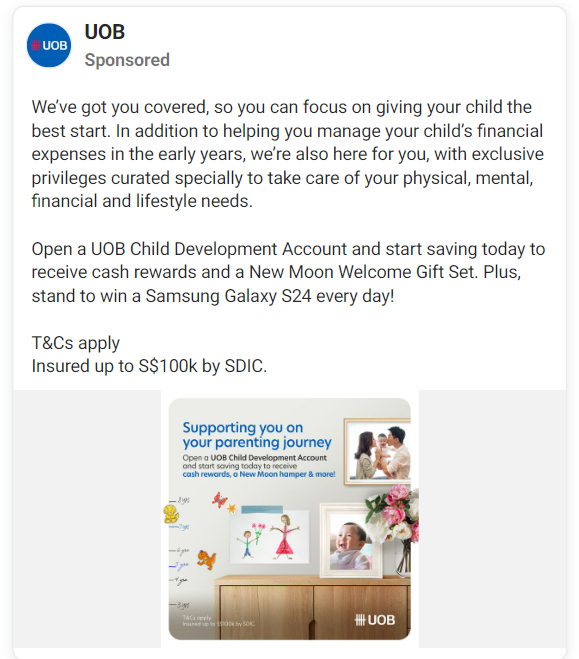 UOB
UOB
Sponsored
We've got you covered, so you can focus on giving your child the
best start. In addition to helping you manage your child's financial
expenses in the early years, we're also here for you, with exclusive
privileges curated specially to take care of your physical, mental,
financial and lifestyle needs.
Open a UOB Child Development Account and start saving today to
receive cash rewards and a New Moon Welcome Gift Set. Plus,
stand to win a Samsung Galaxy S24 every day!
T&Cs apply
Insured up to S$100k by SDIC.
Supporting you on
your parenting journey
Open a UOB Child Development Account
and start saving today to receive
cash rewards, a New Moon hamper & more!
T&Cs apply
Insured up to S$100k by SDIC.
UOB